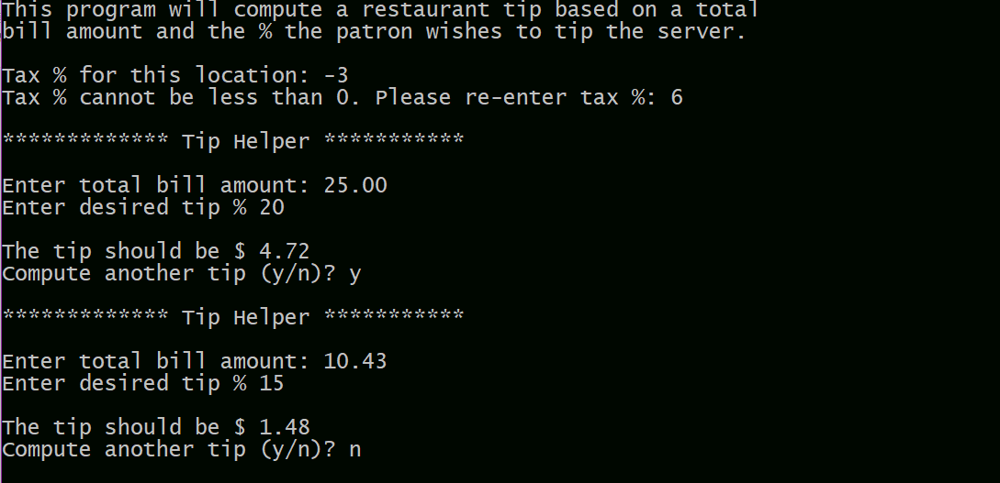 This program will compute a restaurant tip based on a total
bill amount and the % the patron wishes to tip the server.
Tax % for this location: -3
Tax % cannot be less than 0. Please re-enter tax %: 6
************* Tip Helper ***********
Enter total bill amount: 25.00
Enter desired tip % 20
The tip should be $ 4.72
Compute another tip (y/n)? y
************* Tip Helper ***********
Enter total bill amount: 10.43
Enter desired tip % 15
The tip should be $ 1.48
Compute another tip (y/n)? n